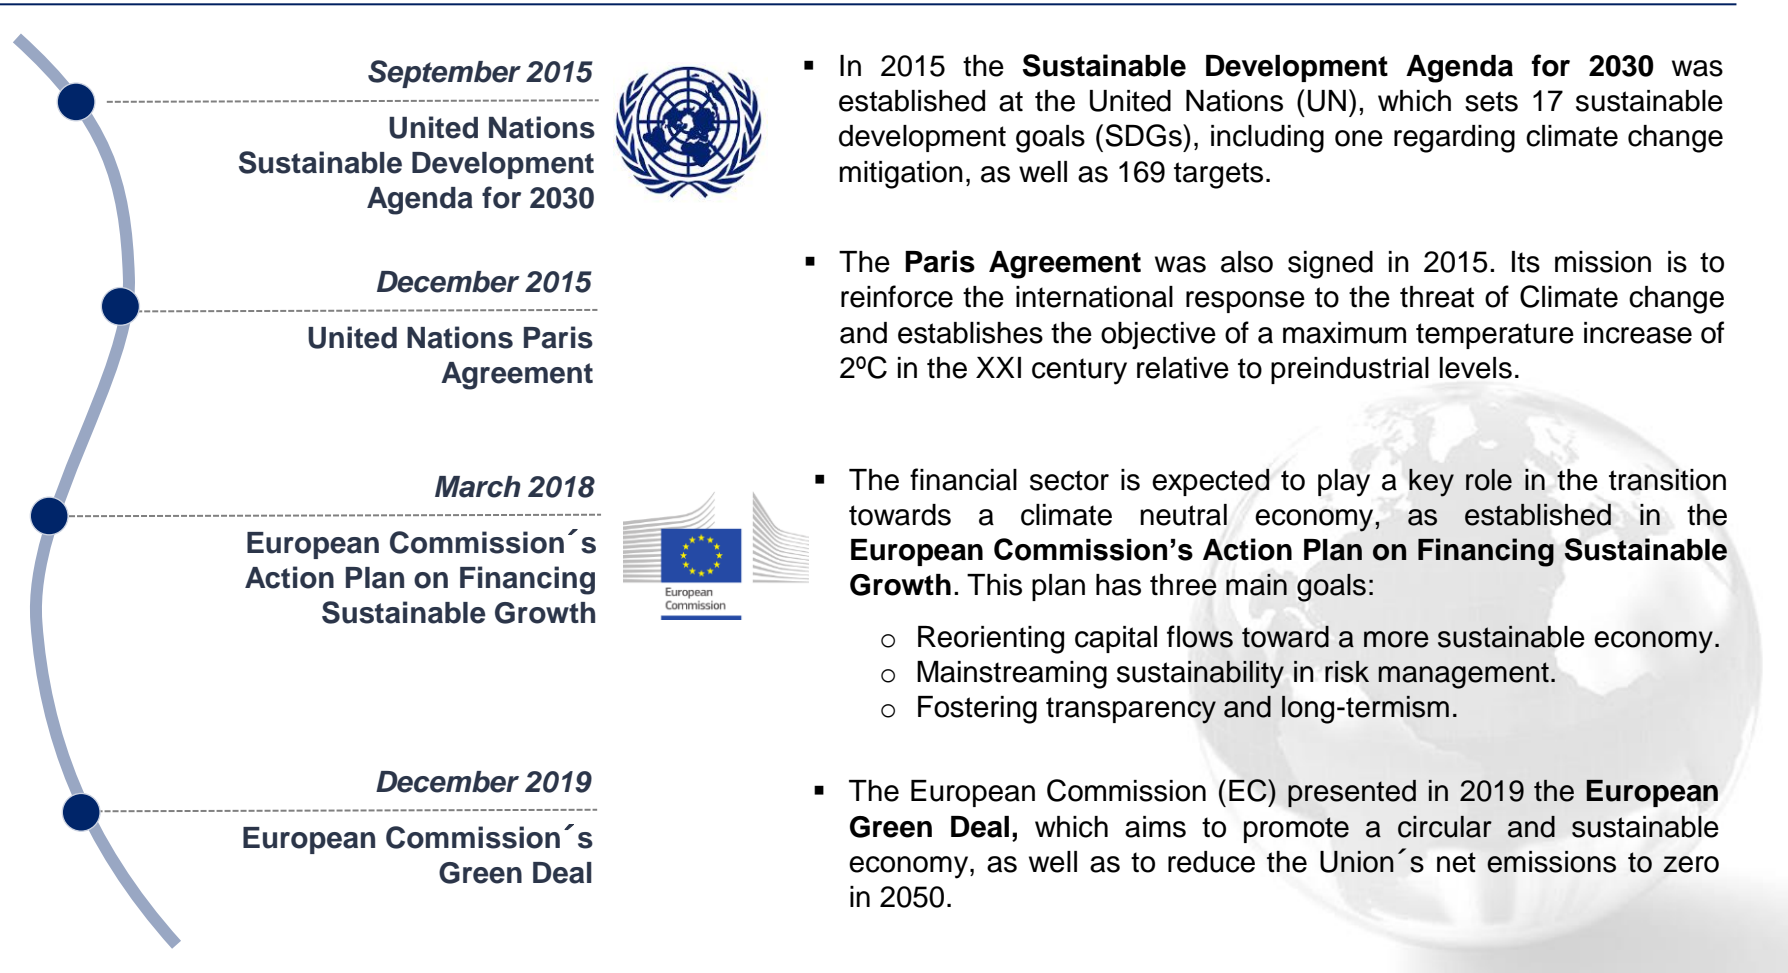 September 2015
United Nations
Sustainable Development
Agenda for 2030
▪ In 2015 the Sustainable Development Agenda for 2030 was
established at the United Nations (UN), which sets 17 sustainable
development goals (SDGs), including one regarding climate change
mitigation, as well as 169 targets.
December 2015
United Nations Paris
Agreement
▪ The Paris Agreement was also signed in 2015. Its mission is to
reinforce the international response to the threat of Climate change
and establishes the objective of a maximum temperature increase of
2ºC in the XXI century relative to preindustrial levels.
March 2018
European Commission´s
Action Plan on Financing
Sustainable Growth
European
Commission
▪ The financial sector is expected to play a key role in the transition
towards a climate neutral economy, as established in the
European Commission’s Action Plan on Financing Sustainable
Growth. This plan has three main goals:
o Reorienting capital flows toward a more sustainable economy.
o Mainstreaming sustainability in risk management.
o Fostering transparency and long-termism.
December 2019
European Commission´s
Green Deal
▪ The European Commission (EC) presented in 2019 the European
Green Deal, which aims to promote a circular and sustainable
economy, as well as to reduce the Union´s net emissions to zero
in 2050.